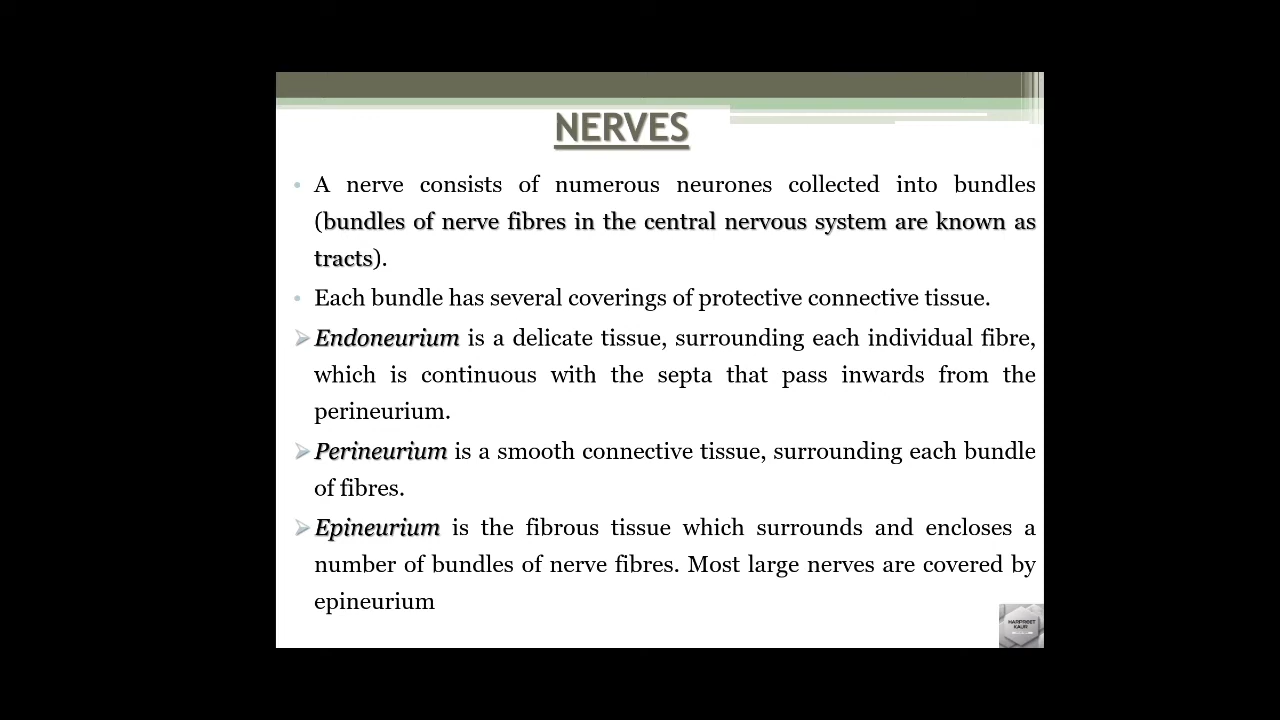 NERVES
• A nerve consists of numerous neurones collected into bundles
(bundles of nerve fibres in the central nervous system are known as
tracts).
• Each bundle has several coverings of protective connective tissue.
➢ Endoneurium is a delicate tissue, surrounding each individual fibre,
which is continuous with the septa that pass inwards from the
perineurium.
➢ Perineurium is a smooth connective tissue, surrounding each bundle
of fibres.
➢ Epineurium is the fibrous tissue which surrounds and encloses a
number of bundles of nerve fibres. Most large nerves are covered by
epineurium
HARPREET
KAUR